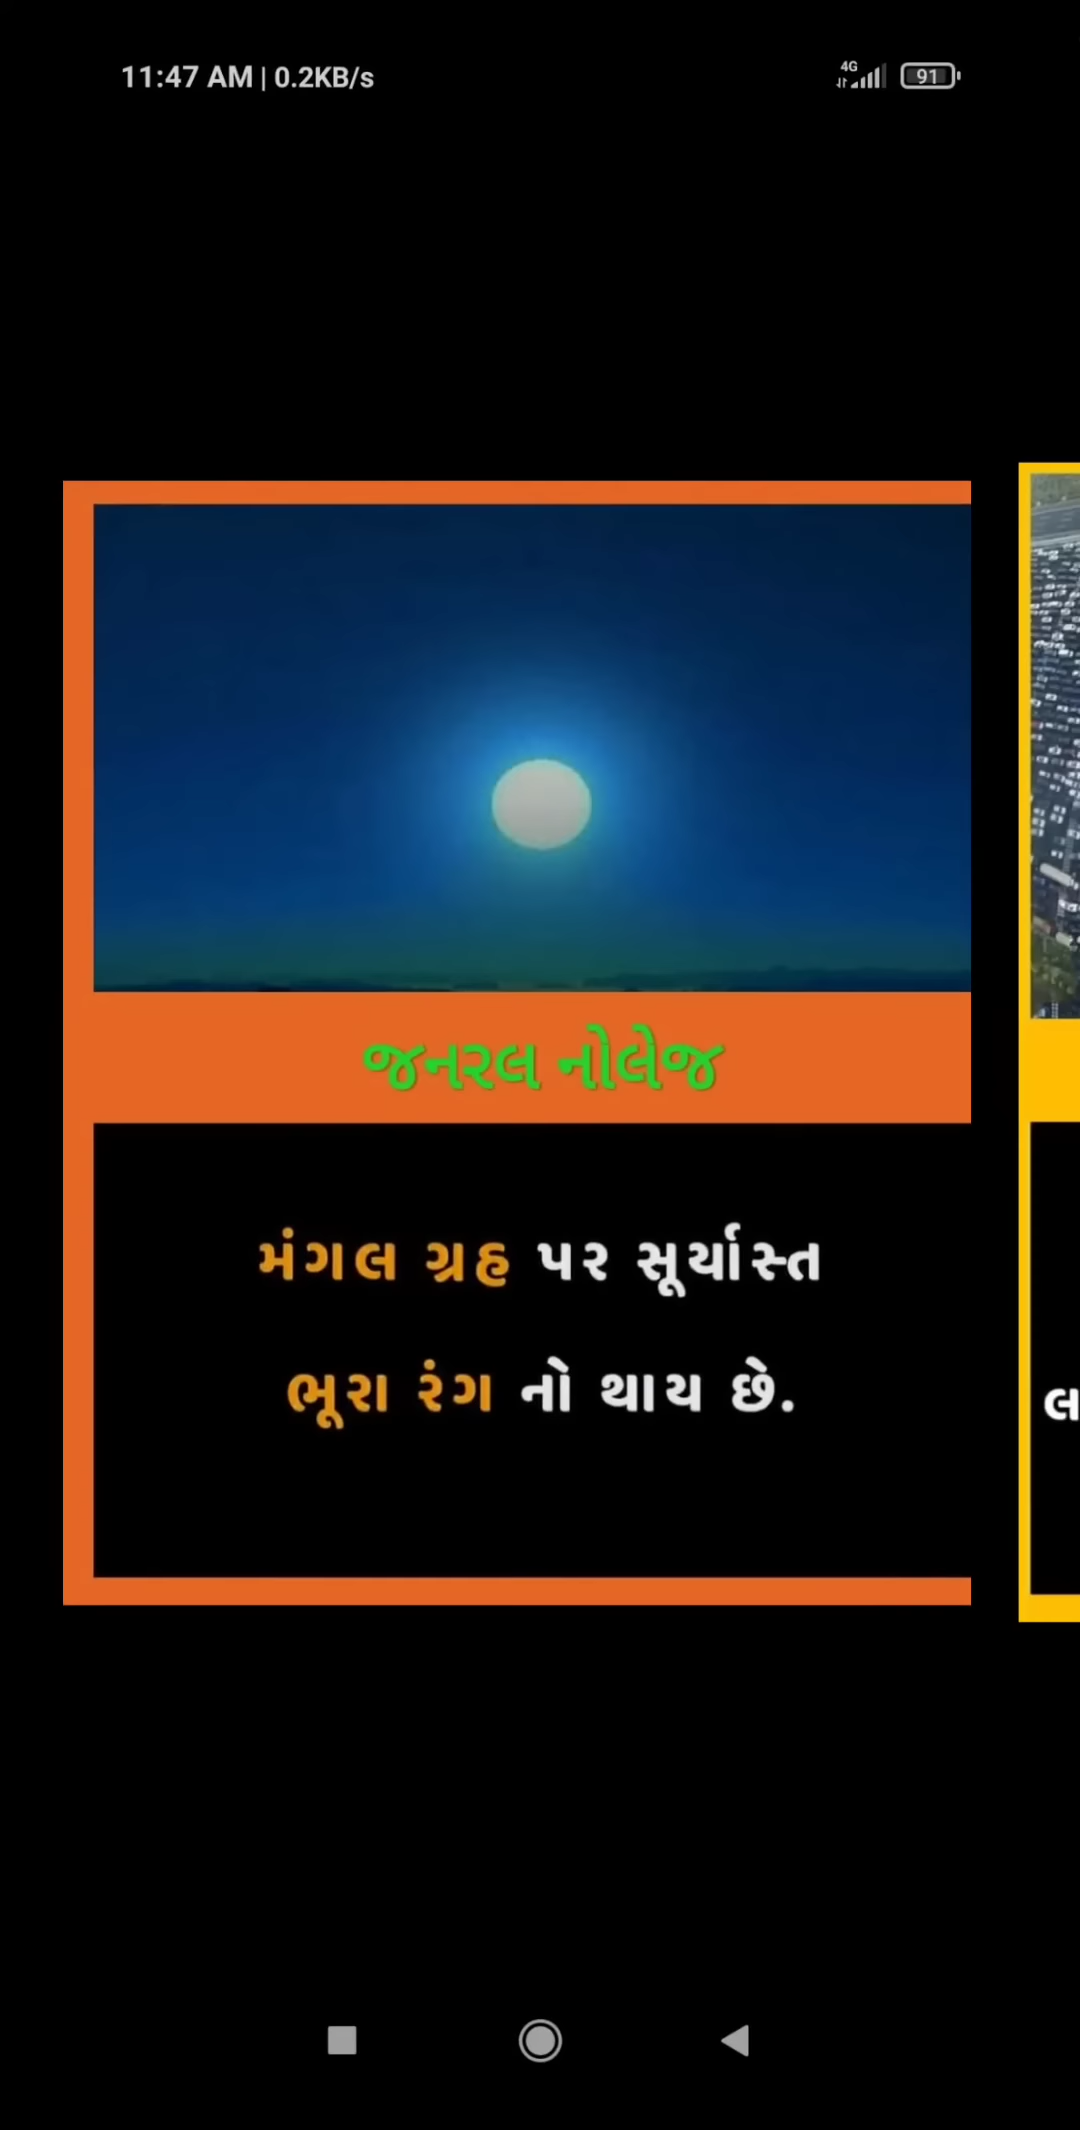 11:47 AM | 0.2KB/s
4G
91
જનરલ નોલેજ
મંગલ ગ્રહ પર સૂર્યાસ્ત
ભૂરા રંગ નો થાય છે.
લ